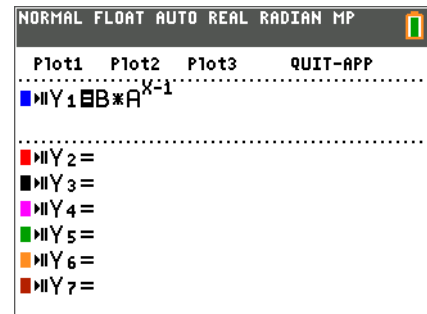 NORMAL FLOAT AUTO REAL RADIAN MP
Plot1 Plot2 Plot3 QUIT-APP
Y1=B*A^X-1
Y2=
Y3=
Y4=
Y5=
Y6=
Y7=